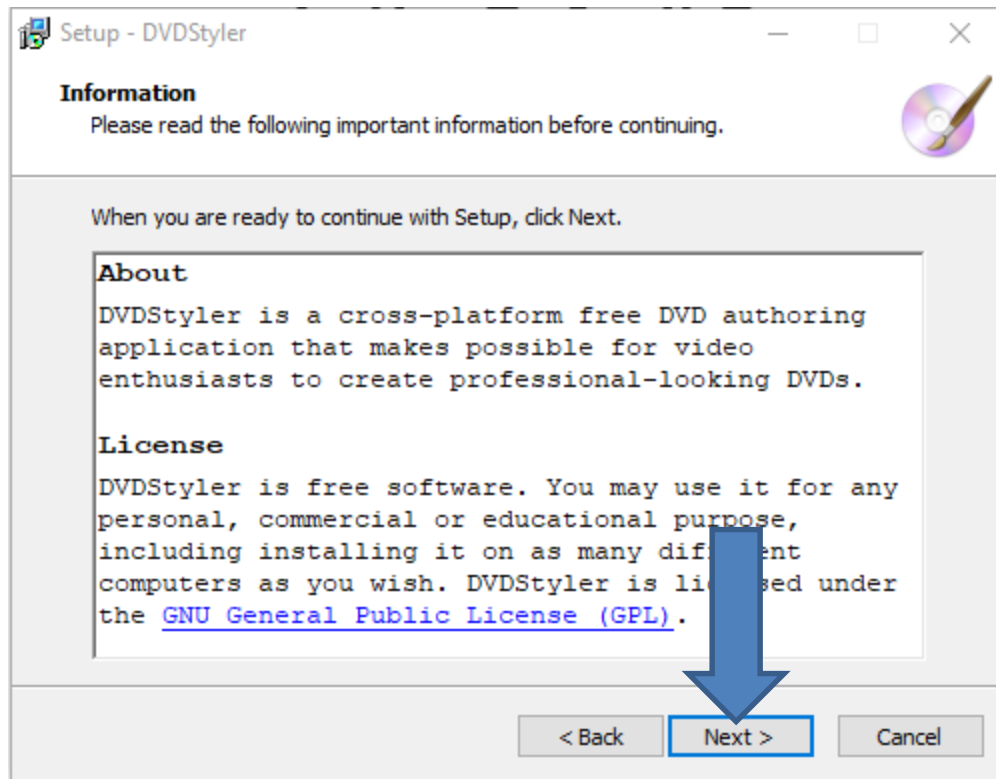 Setup - DVDStyler
Information
Please read the following important information before continuing.
When you are ready to continue with Setup, click Next.
About
DVDStyler is a cross-platform free DVD authoring
application that makes possible for video
enthusiasts to create professional-looking DVDs.
License
DVDStyler is free software. You may use it for any
personal, commercial or educational purpose,
including installing it on as many different
computers as you wish. DVDStyler is licensed under
the GNU General Public License (GPL).
< Back
Next >
Cancel